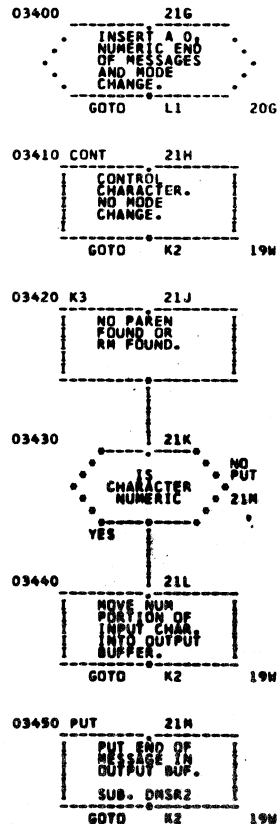 03400 21G
INSERT A 0,
NUMERIC END
OF MESSAGES
AND MODE
CHANGE.
GOTO L1 20G
03410 CONT 21H
CONTROL
CHARACTER.
NO MODE
CHANGE.
GOTO K2 19W
03420 K3 21J
NO PAREN
FOUND OR
RM FOUND.
03430 21K
IS
CHARACTER
NUMERIC
NO
PUT
21M
YES
03440 21L
MOVE NUM
PORTION OF
INPUT CHAR.
INTO OUTPUT
BUFFER.
GOTO K2 19W
03450 PUT 21M
PUT END OF
MESSAGE IN
OUTPUT BUF.
SUB. DMSR2
GOTO K2 19W